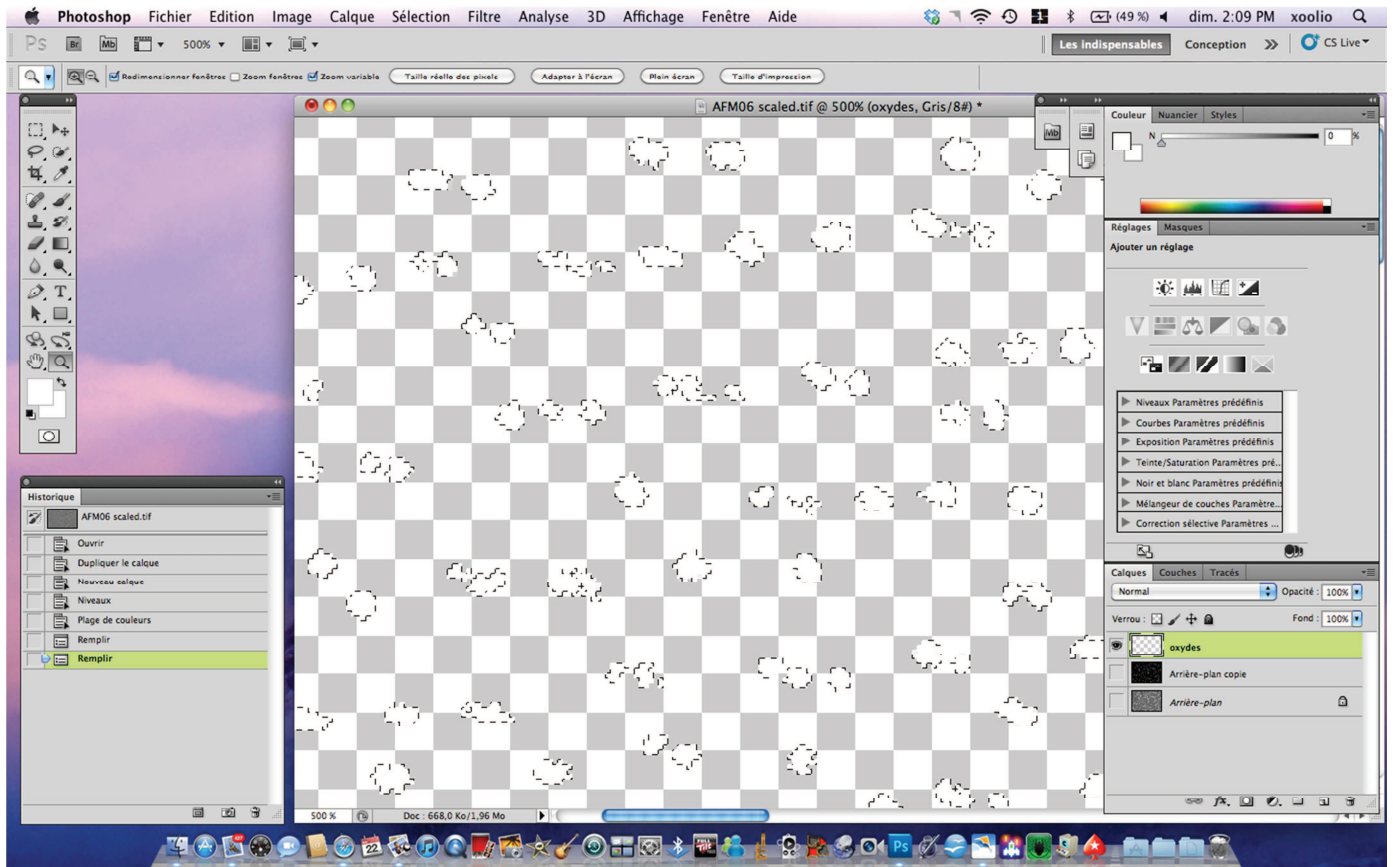 Photoshop Fichier Edition Image Calque Sélection Filtre Analyse 3D Affichage Fenêtre Aide
1 (49 %) dim. 2:09 PM xoolio
Ps Br Mb 500% Les indispensables Conception CS Live
Redimensionner fenêtres Zoom fenêtres Zoom variable Taille réelle des pixels Adapter à l'écran Plein écran Taille d'impression
AFM06 scaled.tif @ 500% (oxydes, Gris/8#) *
Mb
Couleur Nuancier Styles
N 0 %
Réglages Masques
Ajouter un réglage
Niveaux Paramètres prédéfinis
Courbes Paramètres prédéfinis
Exposition Paramètres prédéfinis
Teinte/Saturation Paramètres pré...
Noir et blanc Paramètres prédéfinis
Mélangeur de couches Paramètre...
Correction sélective Paramètres ...
Calques Couches Tracés
Normal Opacité : 100%
Verrou : Fond : 100%
oxydes
Arrière-plan copie
Arrière-plan
Historique
AFM06 scaled.tif
Ouvrir
Dupliquer le calque
Nouveau calque
Niveaux
Plage de couleurs
Remplir
Remplir
500 % Doc : 668,0 Ko/1,96 Mo
22
FULL TILT
Ps